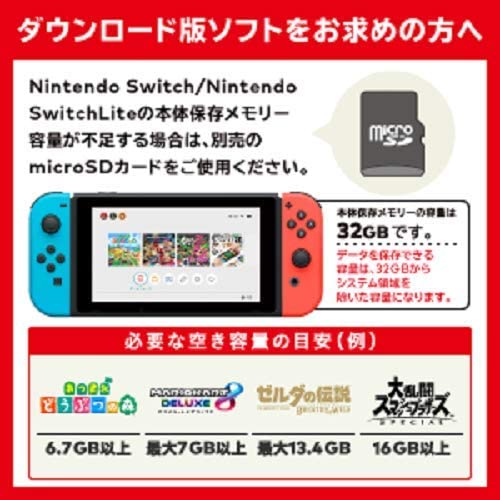 ダウンロード版ソフトをお求めの方へ
Nintendo Switch/Nintendo
SwitchLiteの本体保存メモリー
容量が不足する場合は、別売の
microSDカードをご使用ください。
micro
SD
本体保存メモリーの容量は
32GBです。
データを保存できる
容量は、32GBから
システム領域を
除いた容量になります。
必要な空き容量の目安(例)
あつまれ
どうぶつの森
MARIOKART 8
DELUXE
ゼルダの伝説
大乱闘
スマッシュブラザーズ
SPECIAL
6.7GB以上
最大7GB以上
最大13.4GB
16GB以上